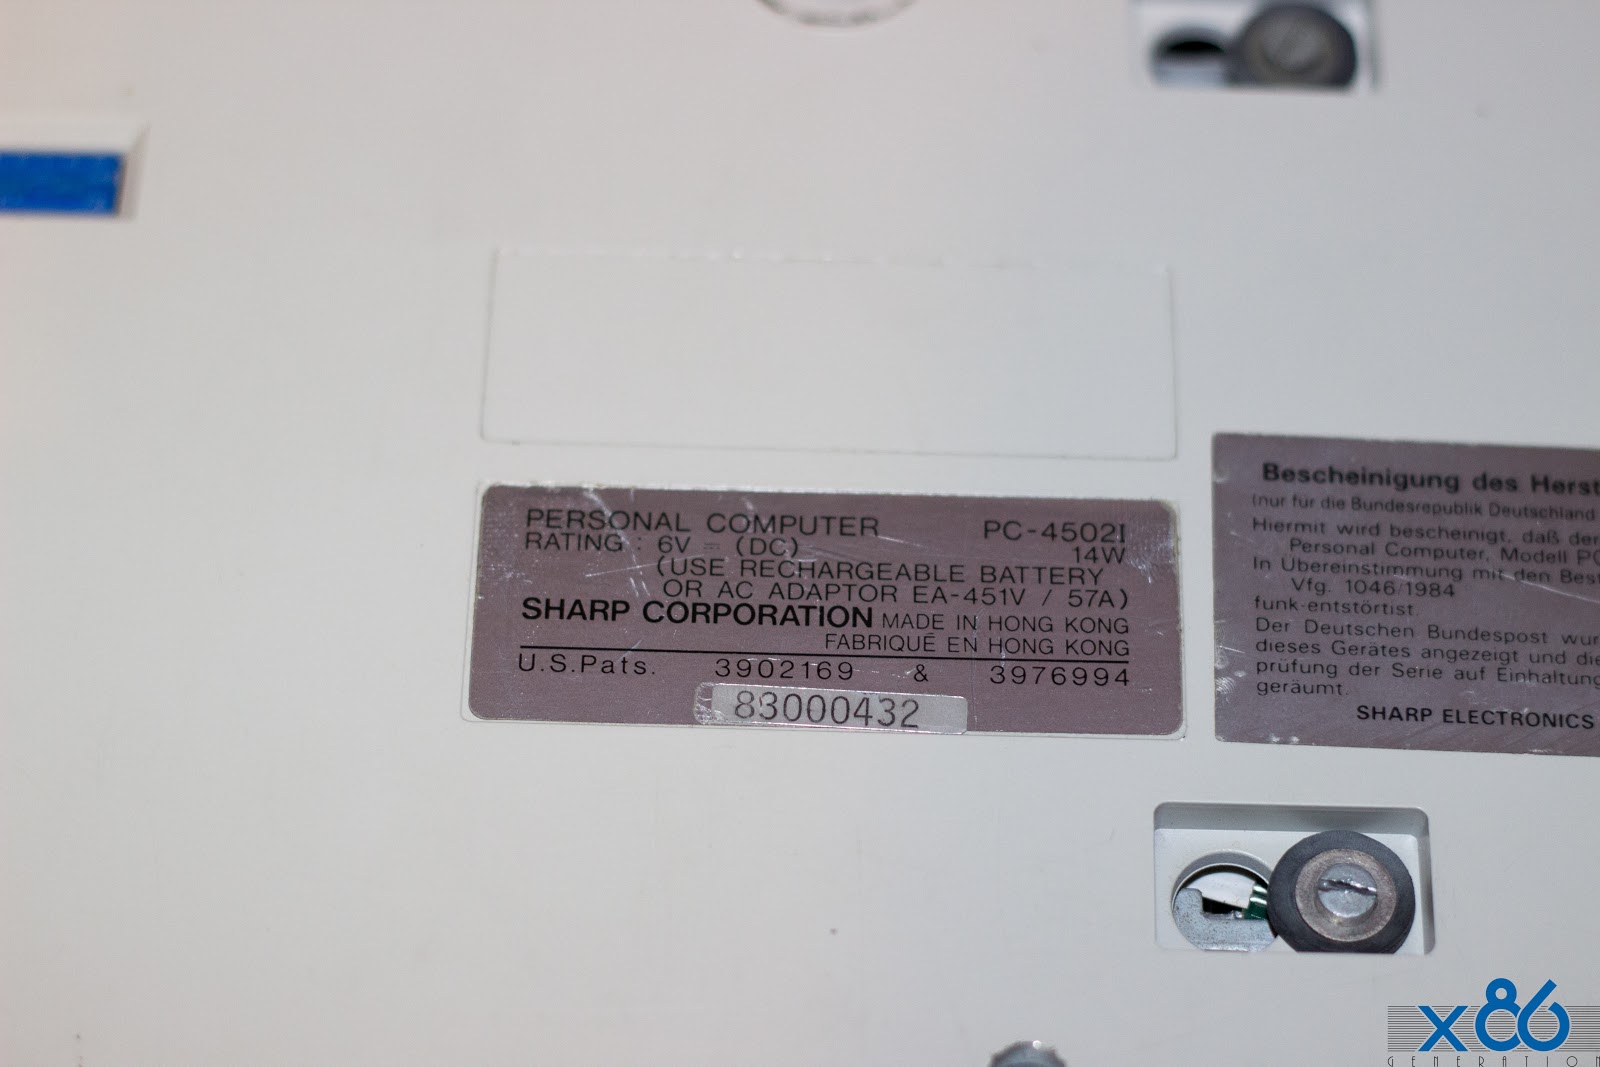 PERSONAL COMPUTER PC-4502I
RATING : 6V ⎓ (DC) 14W
(USE RECHARGEABLE BATTERY
OR AC ADAPTOR EA-451V / 57A)
SHARP CORPORATION MADE IN HONG KONG
FABRIQUÉ EN HONG KONG
U.S.Pats. 3902169 & 3976994
83000432
Bescheinigung des Herst
(nur für die Bundesrepublik Deutschland
Hiermit wird bescheinigt, daß der
Personal Computer, Modell PC
In Übereinstimmung mit den Best
Vfg. 1046/1984
funk-entstörtist.
Der Deutschen Bundespost wur
dieses Gerätes angezeigt und die
prüfung der Serie auf Einhaltung
geräumt.
SHARP ELECTRONICS
x86
GENERATION